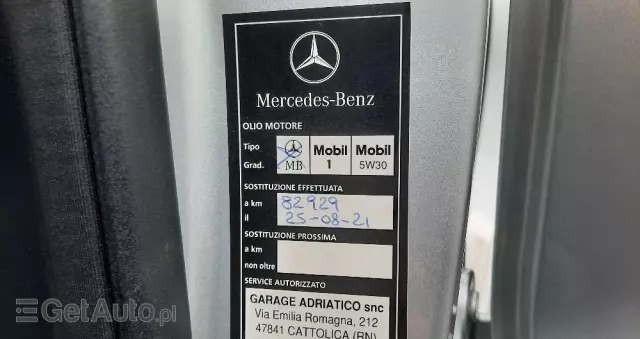 Mercedes-Benz
OLIO MOTORE
Tipo
Grad.
MB
Mobil
1
Mobil
5W30
SOSTITUZIONE EFFETTUATA
a km 82929
il 25-08-21
SOSTITUZIONE PROSSIMA
a km
non oltre
SERVICE AUTORIZZATO
GARAGE ADRIATICO snc
Via Emilia Romagna, 212
47841 CATTOLICA (RN)
GetAuto.pl